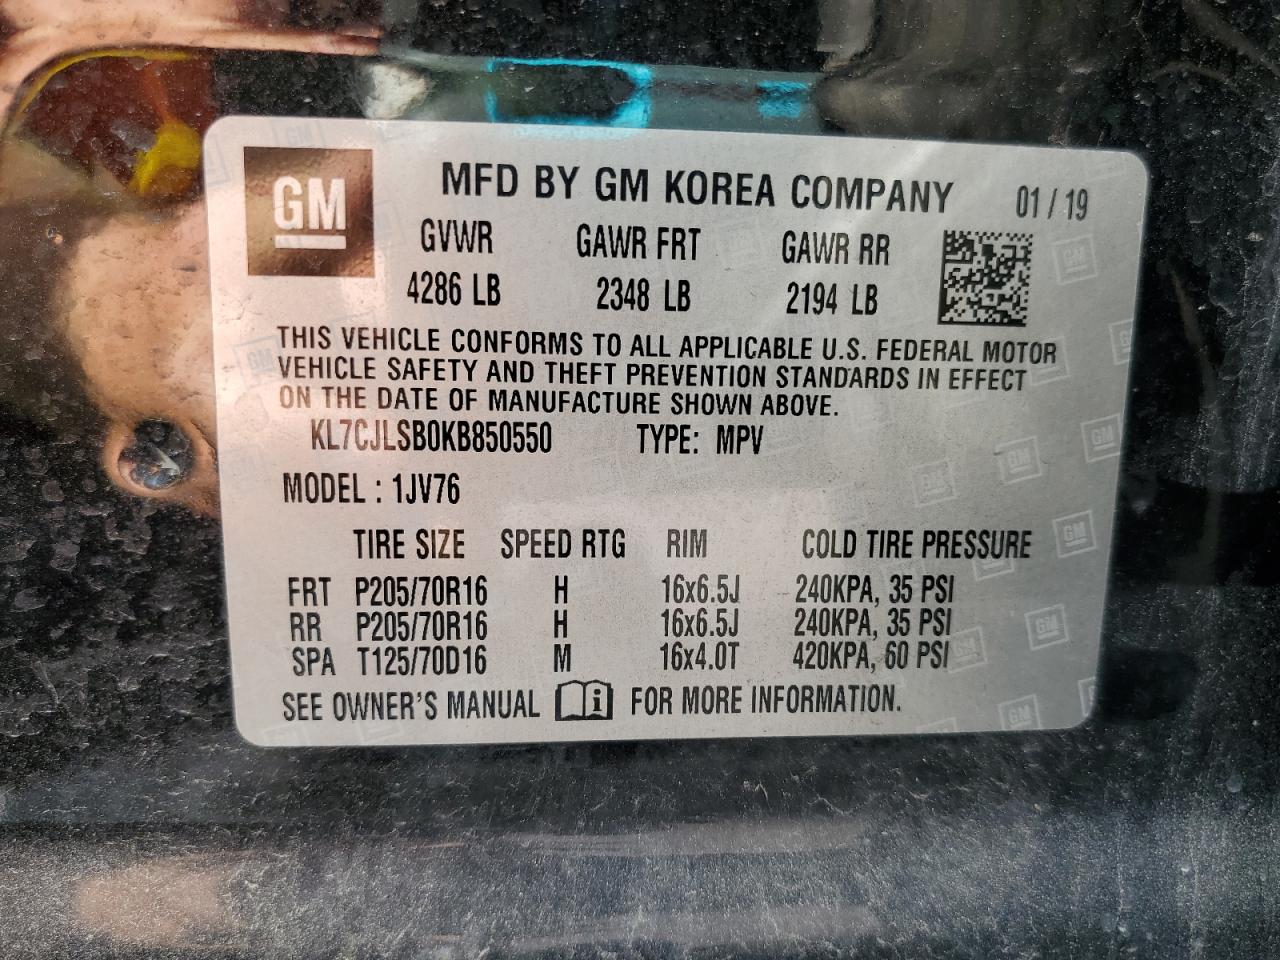 GM
MFD BY GM KOREA COMPANY 01 / 19
GVWR GAWR FRT GAWR RR
4286 LB 2348 LB 2194 LB
THIS VEHICLE CONFORMS TO ALL APPLICABLE U.S. FEDERAL MOTOR
VEHICLE SAFETY AND THEFT PREVENTION STANDARDS IN EFFECT
ON THE DATE OF MANUFACTURE SHOWN ABOVE.
KL7CJLSB0KB850550 TYPE: MPV
MODEL : 1JV76
TIRE SIZE SPEED RTG RIM COLD TIRE PRESSURE
FRT P205/70R16 H 16x6.5J 240KPA, 35 PSI
RR P205/70R16 H 16x6.5J 240KPA, 35 PSI
SPA T125/70D16 M 16x4.0T 420KPA, 60 PSI
SEE OWNER'S MANUAL i FOR MORE INFORMATION.